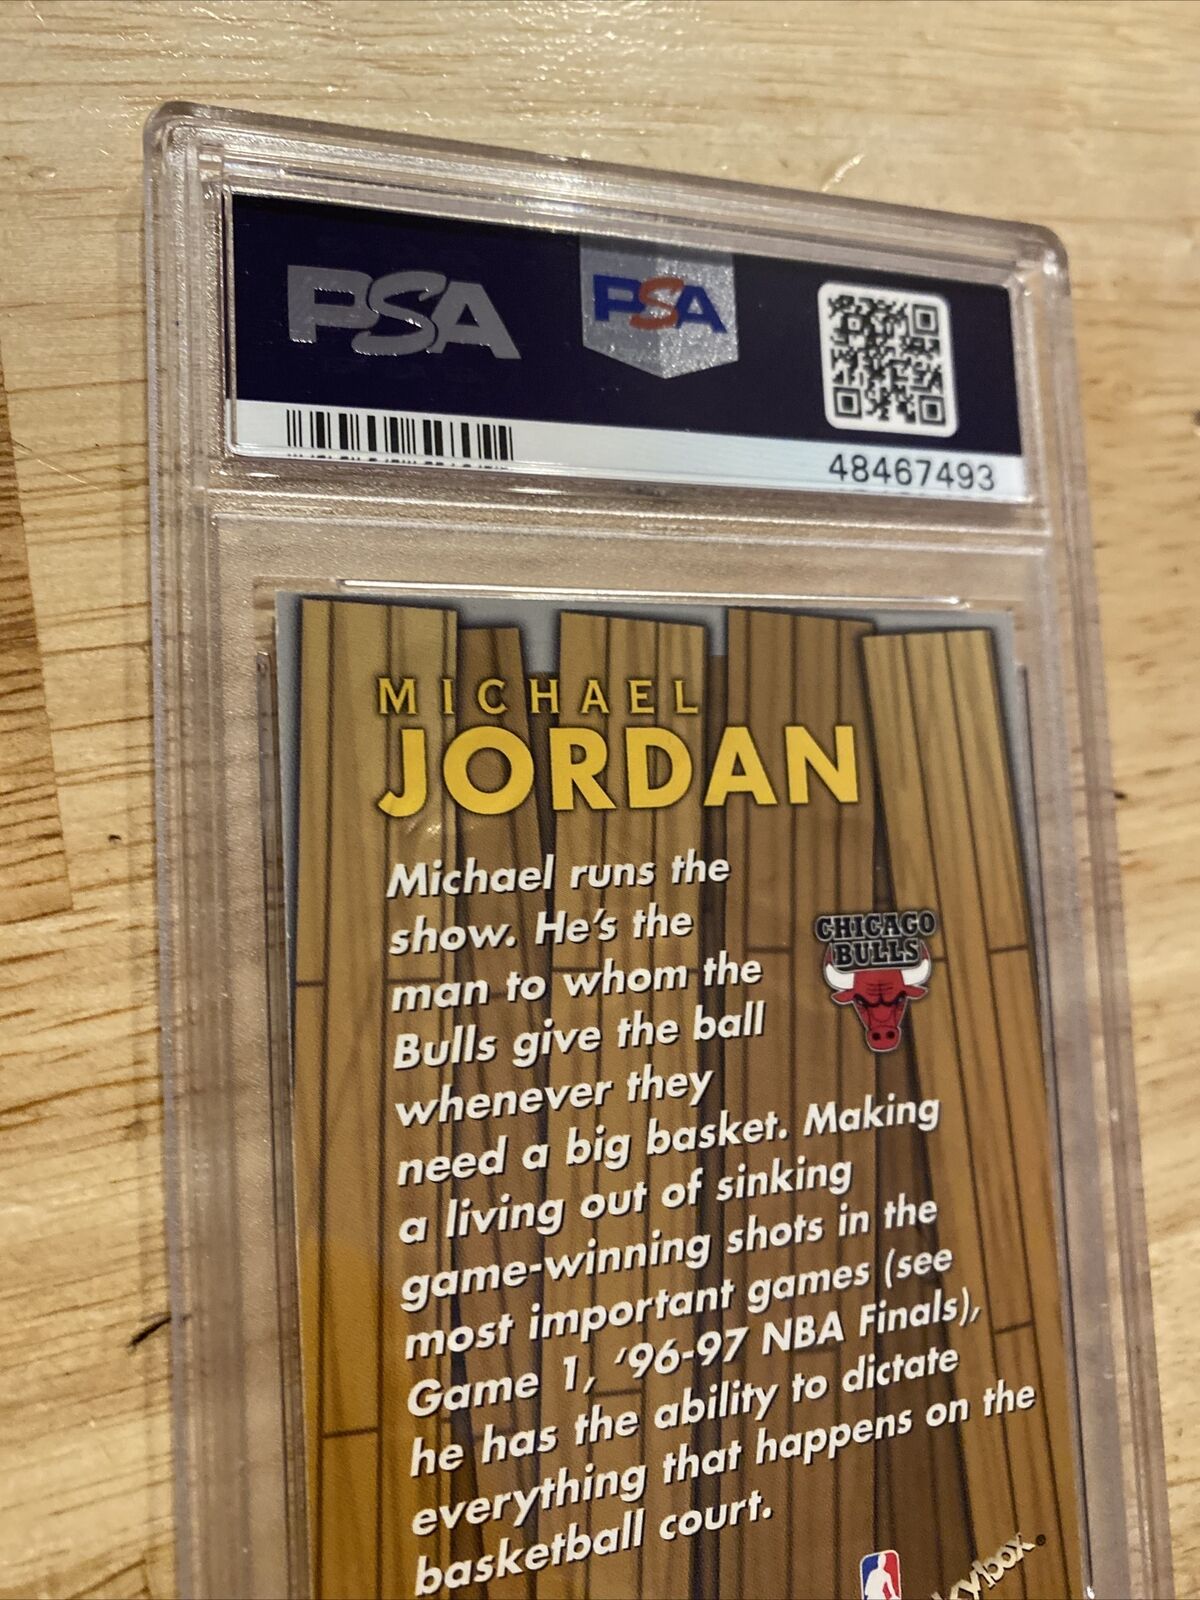 PSA
PSA
48467493
MICHAEL
JORDAN
Michael runs the
show. He's the
man to whom the
Bulls give the ball
whenever they
need a big basket. Making
a living out of sinking
game-winning shots in the
most important games (see
Game 1, '96-97 NBA Finals),
he has the ability to dictate
everything that happens on the
basketball court.
CHICAGO
BULLS